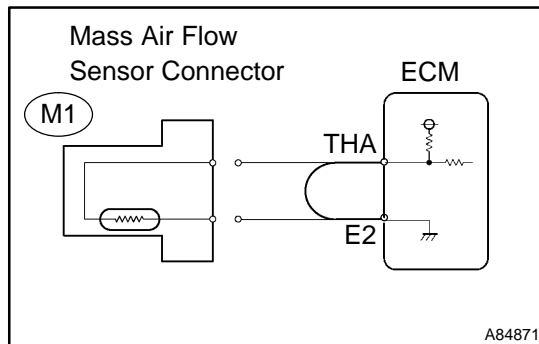 Mass Air Flow
Sensor Connector
ECM
M1
THA
E2
A84871